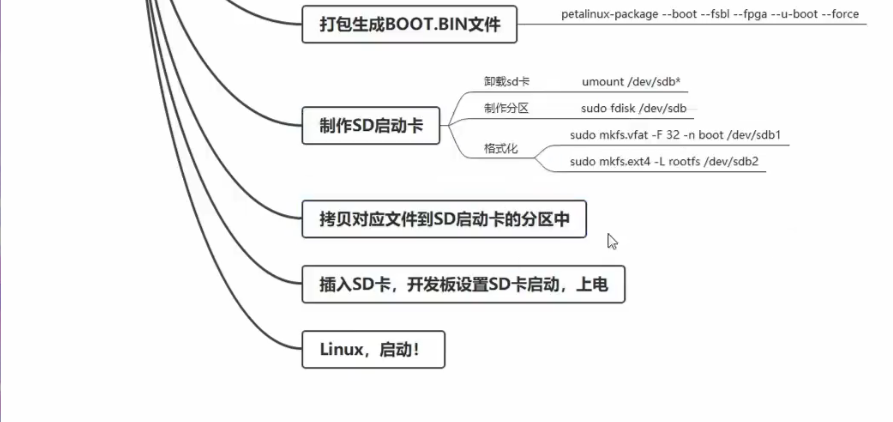 打包生成BOOT.BIN文件
petalinux-package --boot --fsbl --fpga --u-boot --force
制作SD启动卡
卸载sd卡
umount /dev/sdb*
制作分区
sudo fdisk /dev/sdb
格式化
sudo mkfs.vfat -F 32 -n boot /dev/sdb1
sudo mkfs.ext4 -L rootfs /dev/sdb2
拷贝对应文件到SD启动卡的分区中
插入SD卡，开发板设置SD卡启动，上电
Linux，启动！